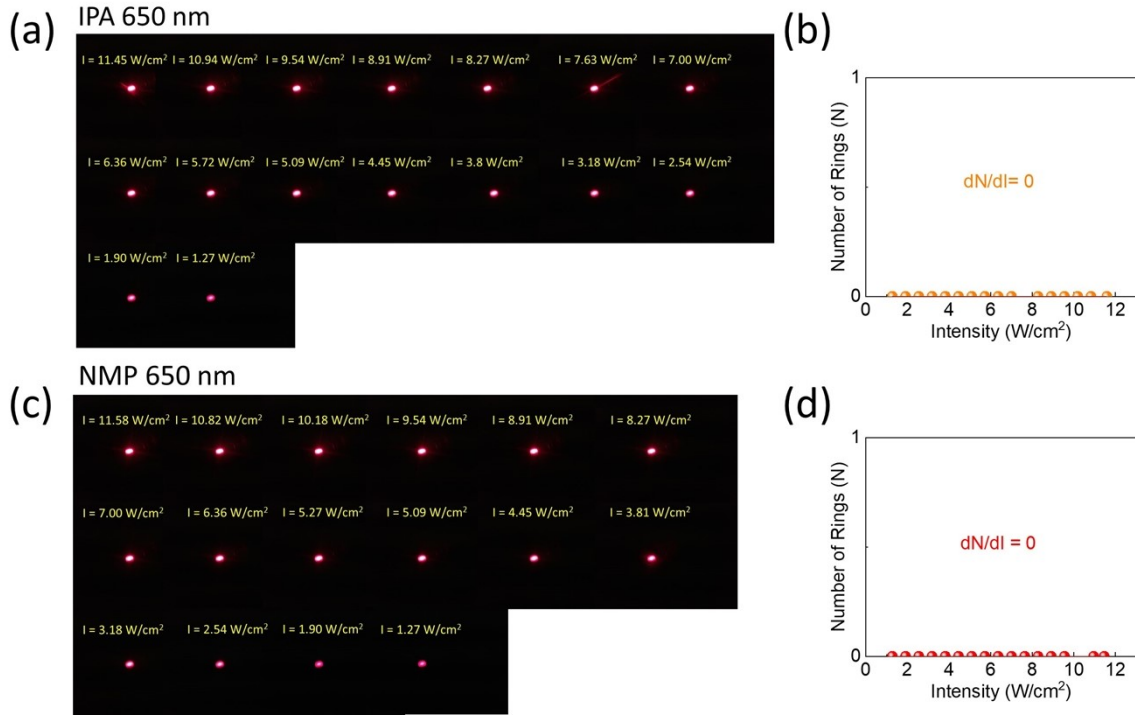 (a)
IPA 650 nm
I = 11.45 W/cm² I = 10.94 W/cm² I = 9.54 W/cm² I = 8.91 W/cm² I = 8.27 W/cm² I = 7.63 W/cm² I = 7.00 W/cm²
I = 6.36 W/cm² I = 5.72 W/cm² I = 5.09 W/cm² I = 4.45 W/cm² I = 3.8 W/cm² I = 3.18 W/cm² I = 2.54 W/cm²
I = 1.90 W/cm² I = 1.27 W/cm²
(b)
1
Number of Rings (N)
dN/dI= 0
0
0 2 4 6 8 10 12
Intensity (W/cm²)
(c)
NMP 650 nm
I = 11.58 W/cm² I = 10.82 W/cm² I = 10.18 W/cm² I = 9.54 W/cm² I = 8.91 W/cm² I = 8.27 W/cm²
I = 7.00 W/cm² I = 6.36 W/cm² I = 5.27 W/cm² I = 5.09 W/cm² I = 4.45 W/cm² I = 3.81 W/cm²
I = 3.18 W/cm² I = 2.54 W/cm² I = 1.90 W/cm² I = 1.27 W/cm²
(d)
1
Number of Rings (N)
dN/dI = 0
0
0 2 4 6 8 10 12
Intensity (W/cm²)